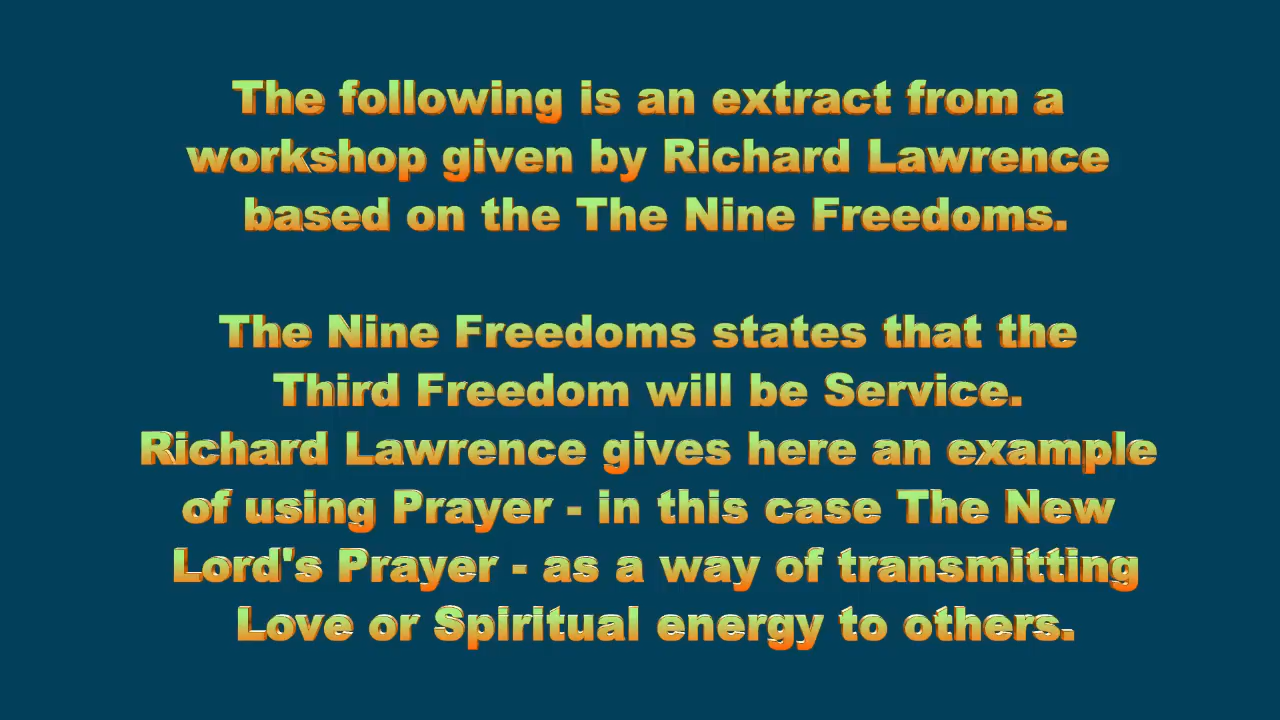 The following is an extract from a
workshop given by Richard Lawrence
based on the The Nine Freedoms.
The Nine Freedoms states that the
Third Freedom will be Service.
Richard Lawrence gives here an example
of using Prayer - in this case The New
Lord's Prayer - as a way of transmitting
Love or Spiritual energy to others.